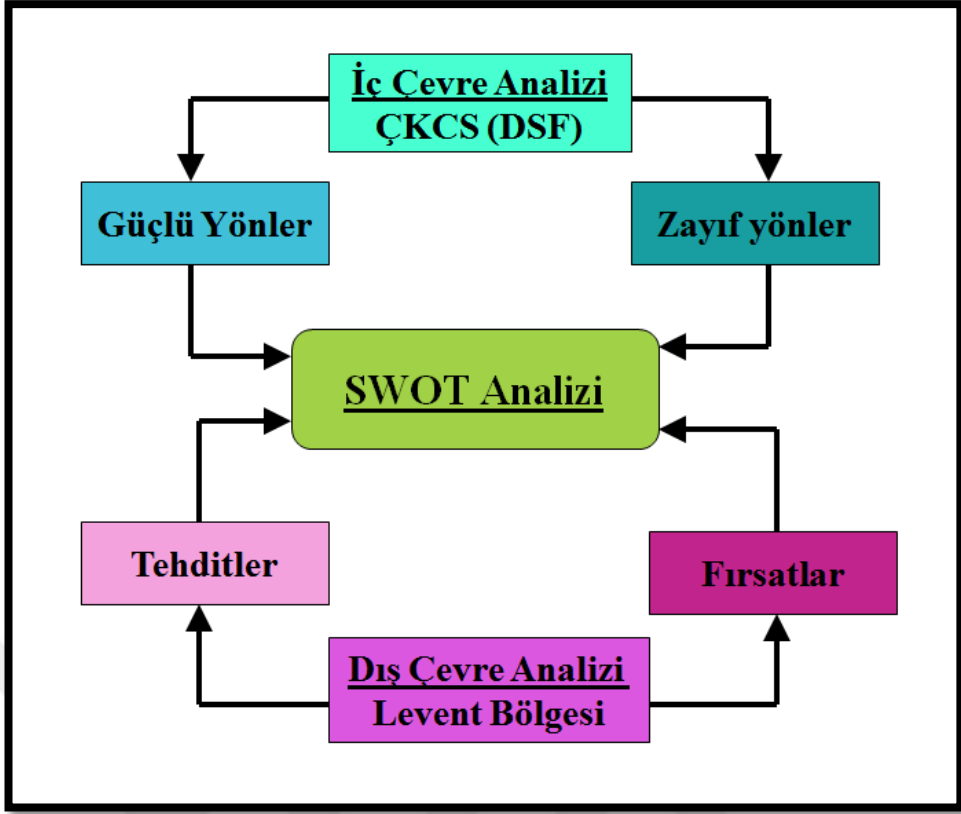 İç Çevre Analizi
ÇKCS (DSF)
Güçlü Yönler
Zayıf yönler
SWOT Analizi
Tehditler
Fırsatlar
Dış Çevre Analizi
Levent Bölgesi